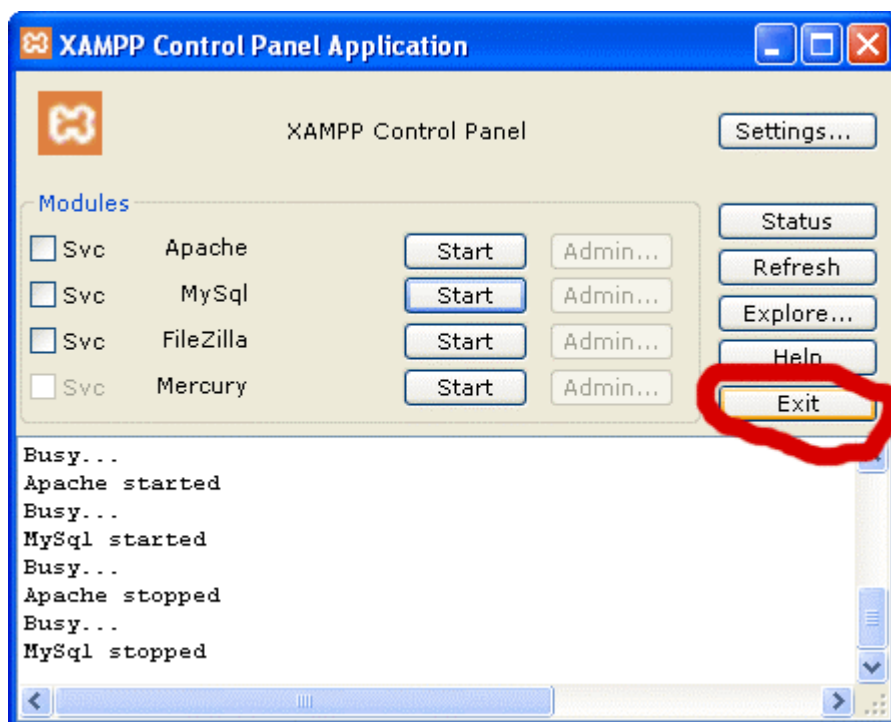 XAMPP Control Panel Application
XAMPP Control Panel
Settings...
Modules
Svc Apache Start Admin...
Svc MySql Start Admin...
Svc FileZilla Start Admin...
Svc Mercury Start Admin...
Status
Refresh
Explore...
Help
Exit
Busy...
Apache started
Busy...
MySql started
Busy...
Apache stopped
Busy...
MySql stopped